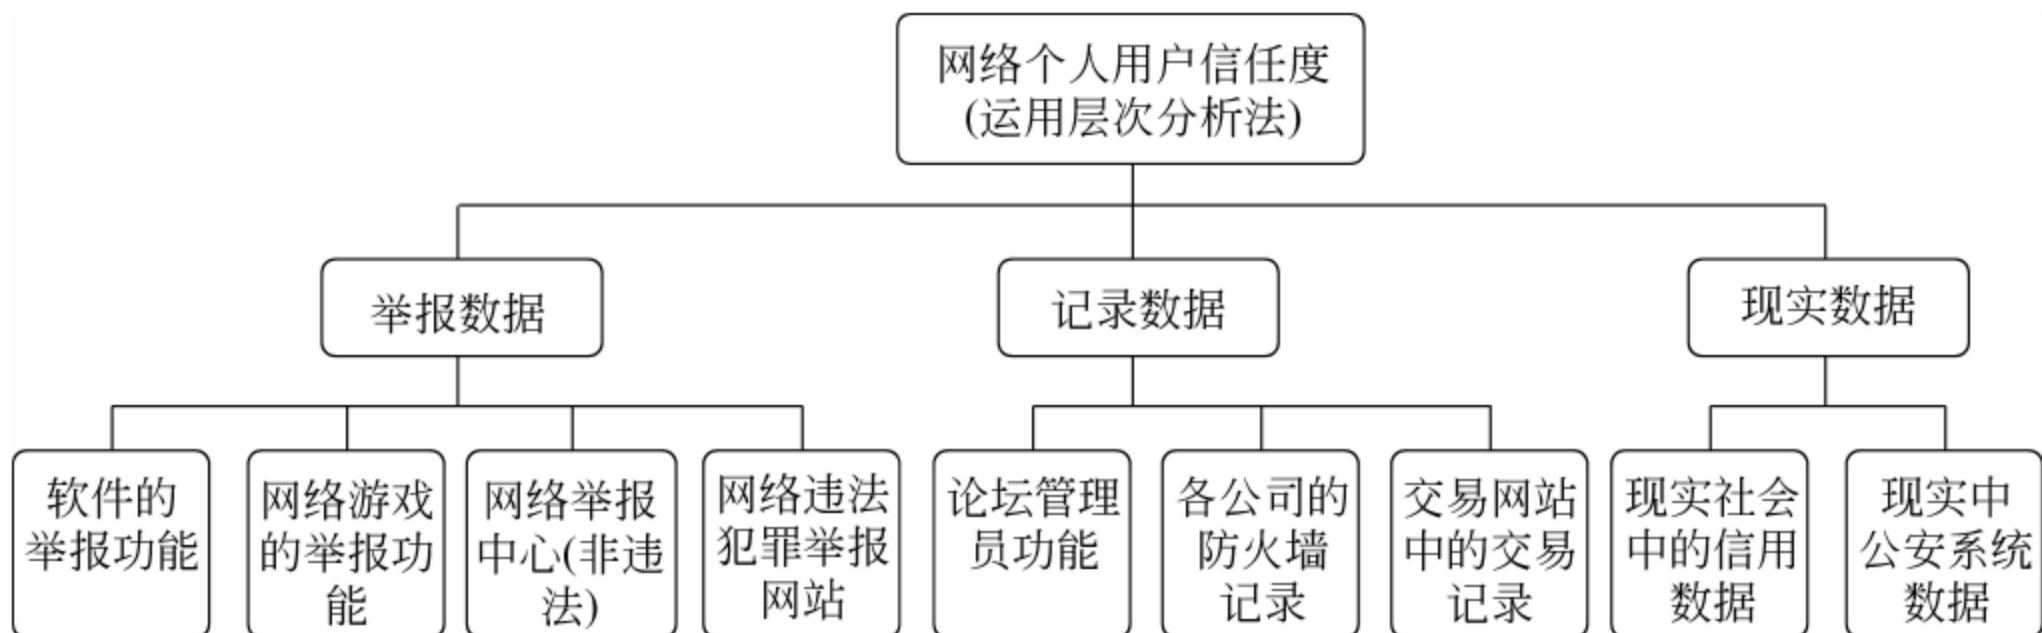 网络个人用户信任度
(运用层次分析法)
举报数据
记录数据
现实数据
软件的
举报功能
网络游戏
的举报功
能
网络举报
中心(非违
法)
网络违法
犯罪举报
网站
论坛管理
员功能
各公司的
防火墙
记录
交易网站
中的交易
记录
现实社会
中的信用
数据
现实中
公安系统
数据